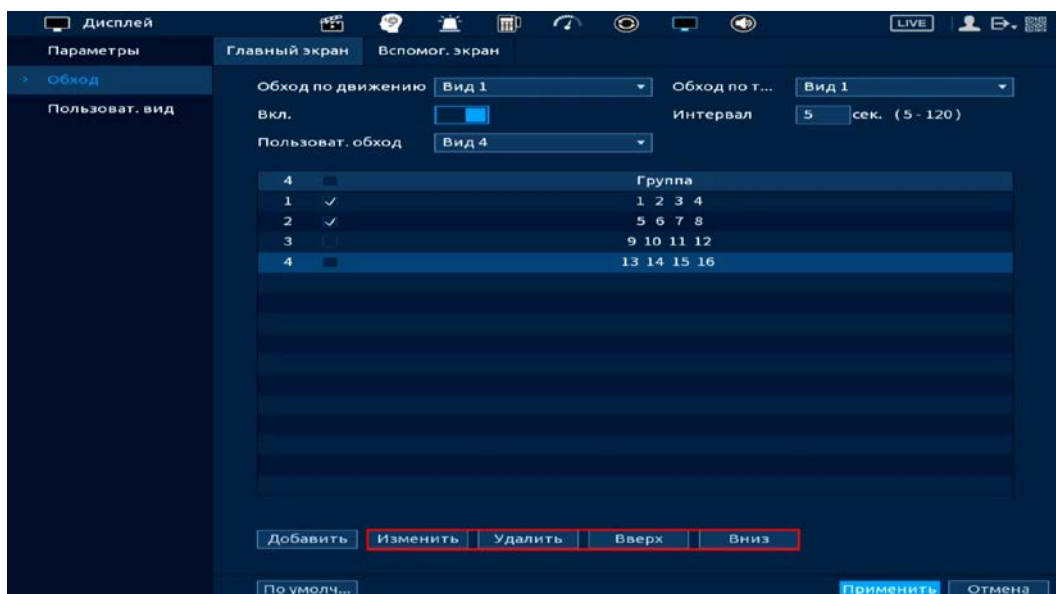 Дисплей LIVE
Параметры
Обход
Пользоват. вид
Главный экран Вспомог. экран
Обход по движению Вид 1 Обход по т... Вид 1
Вкл. Интервал 5 сек. (5-120)
Пользоват. обход Вид 4
4 Группа
1 1 2 3 4
2 5 6 7 8
3 9 10 11 12
4 13 14 15 16
Добавить Изменить Удалить Вверх Вниз
По умолч... Применить Отмена